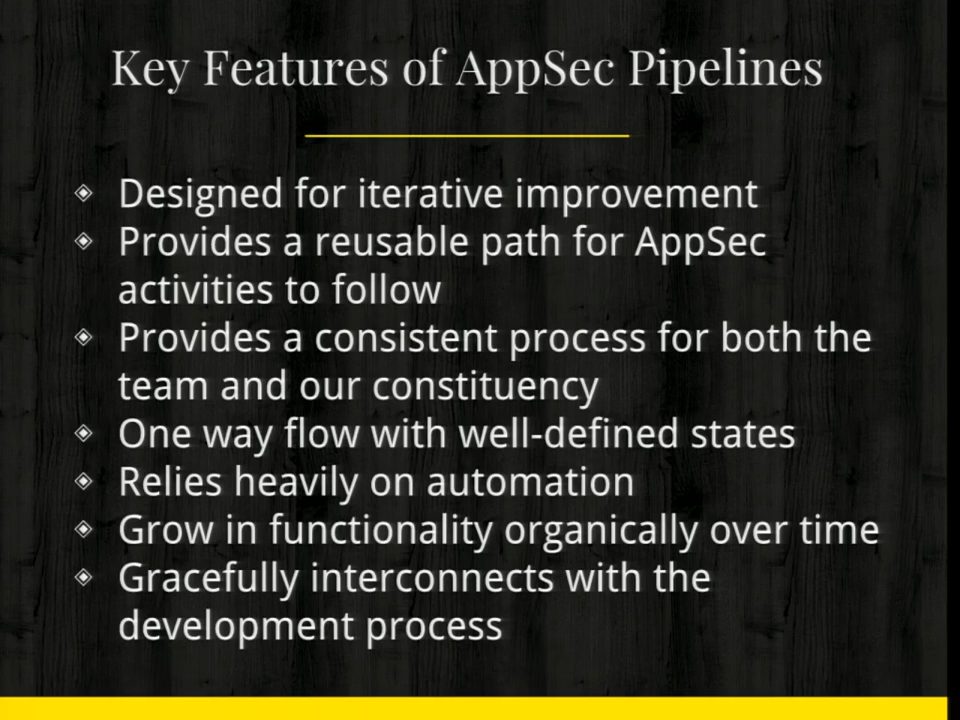 Key Features of AppSec Pipelines
Designed for iterative improvement
Provides a reusable path for AppSec
activities to follow
Provides a consistent process for both the
team and our constituency
One way flow with well-defined states
Relies heavily on automation
Grow in functionality organically over time
Gracefully interconnects with the
development process